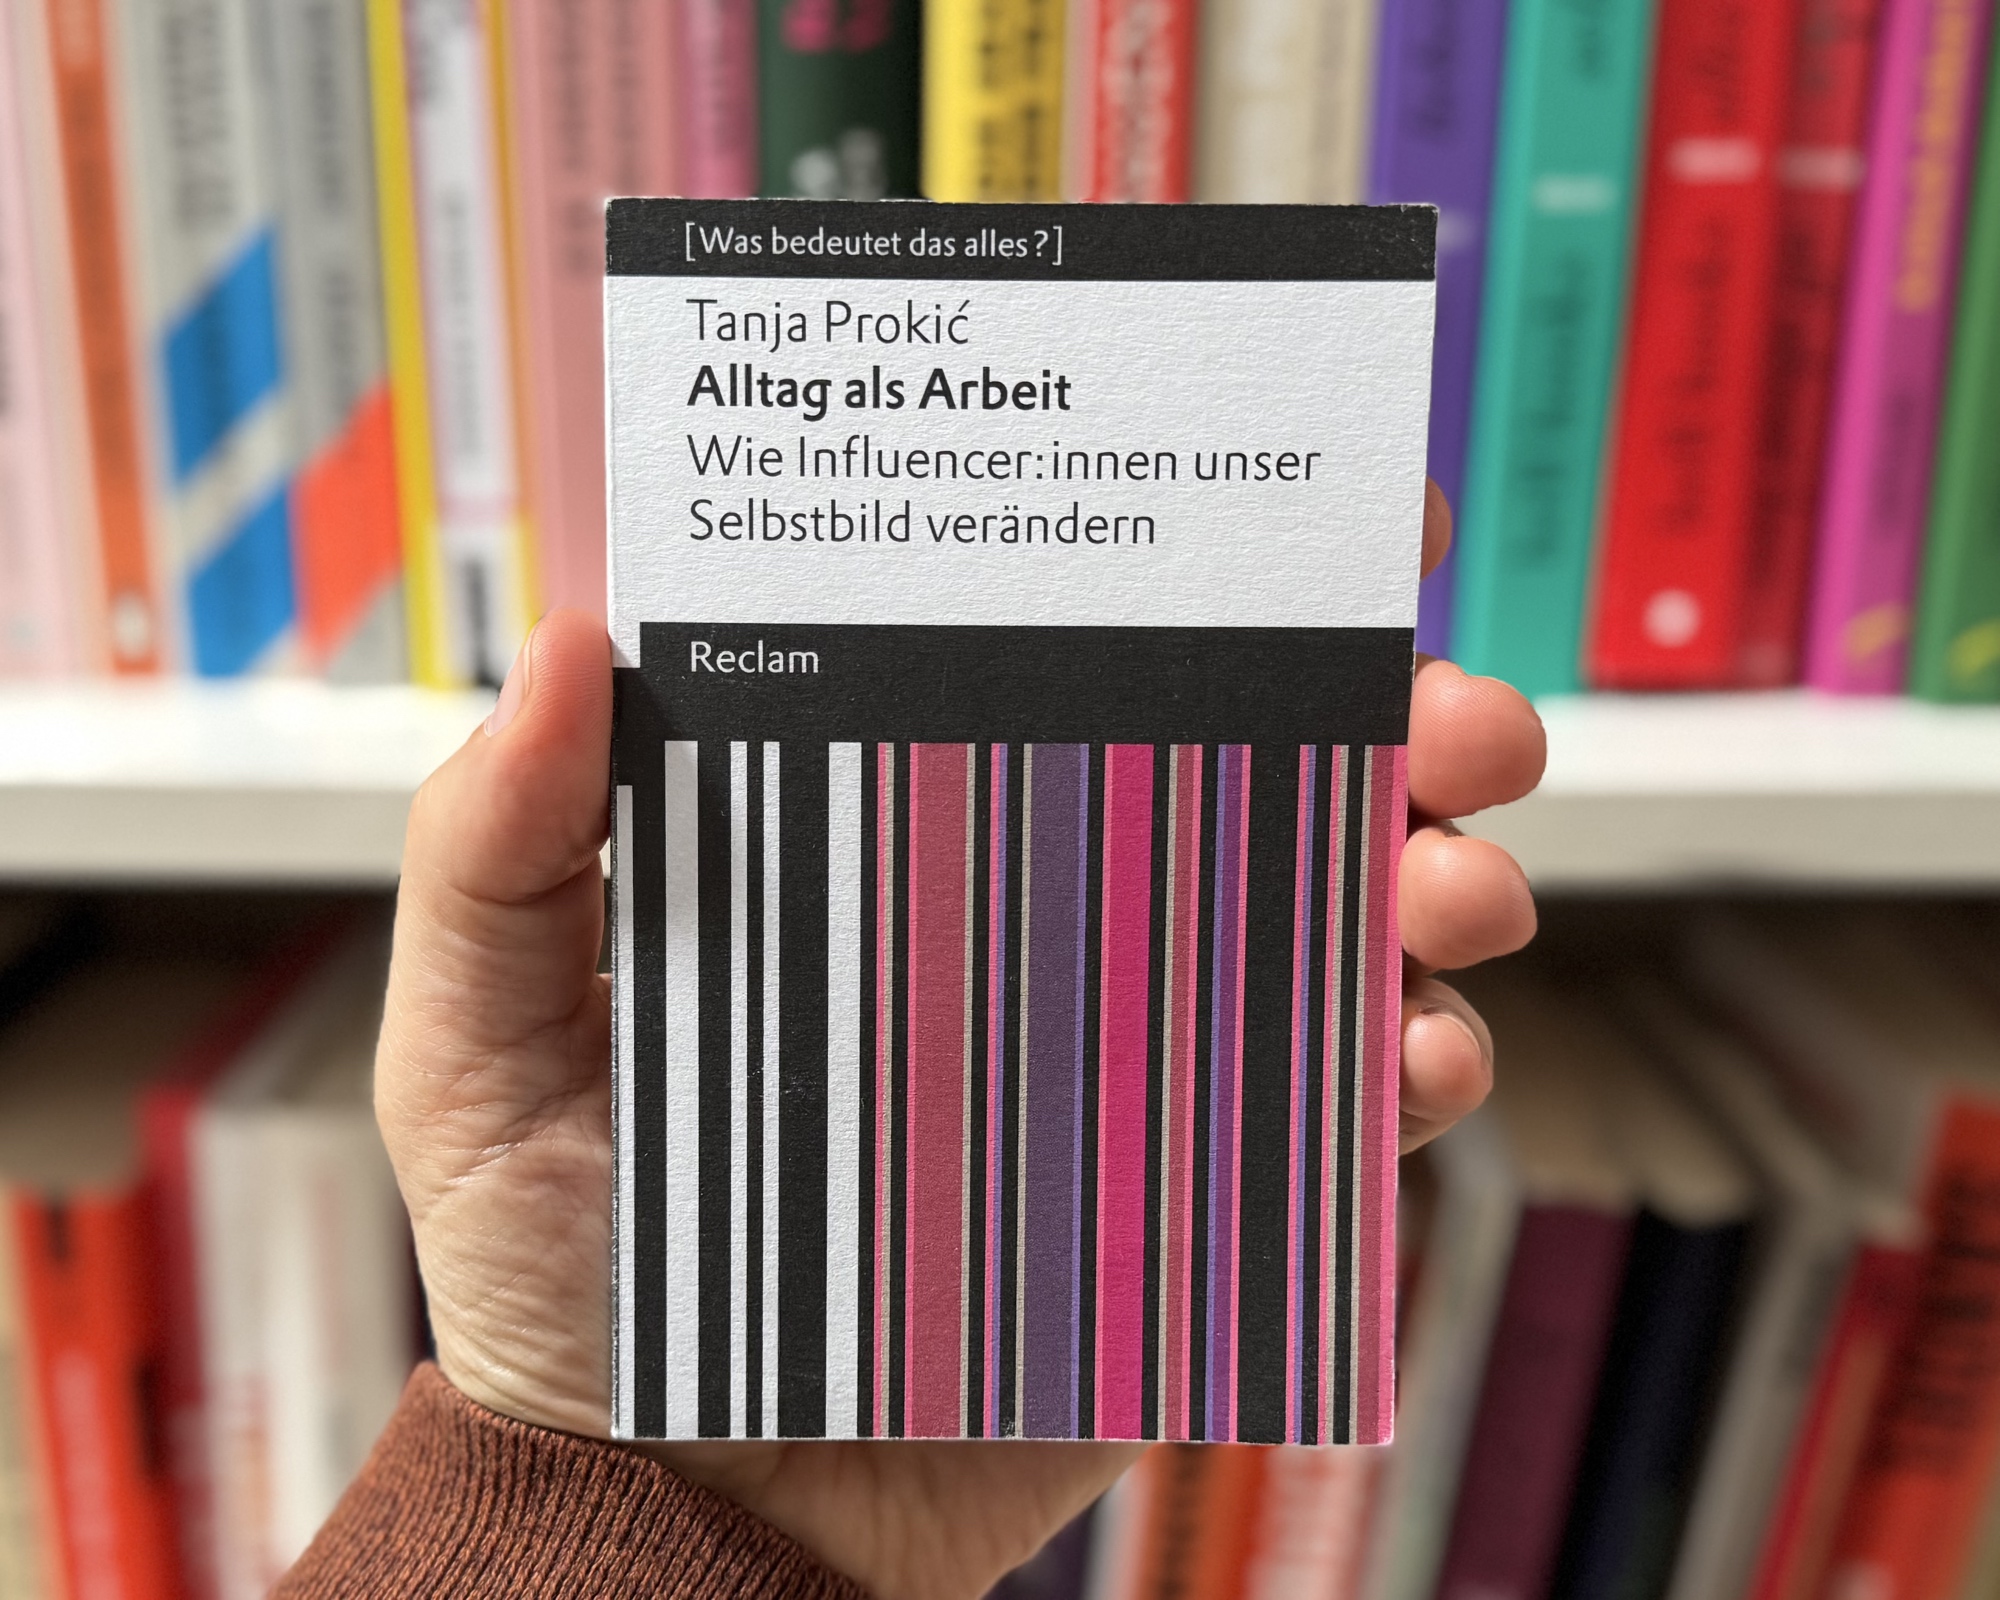 [Was bedeutet das alles?]
Tanja Prokić
Alltag als Arbeit
Wie Influencer:innen unser
Selbstbild verändern
Reclam